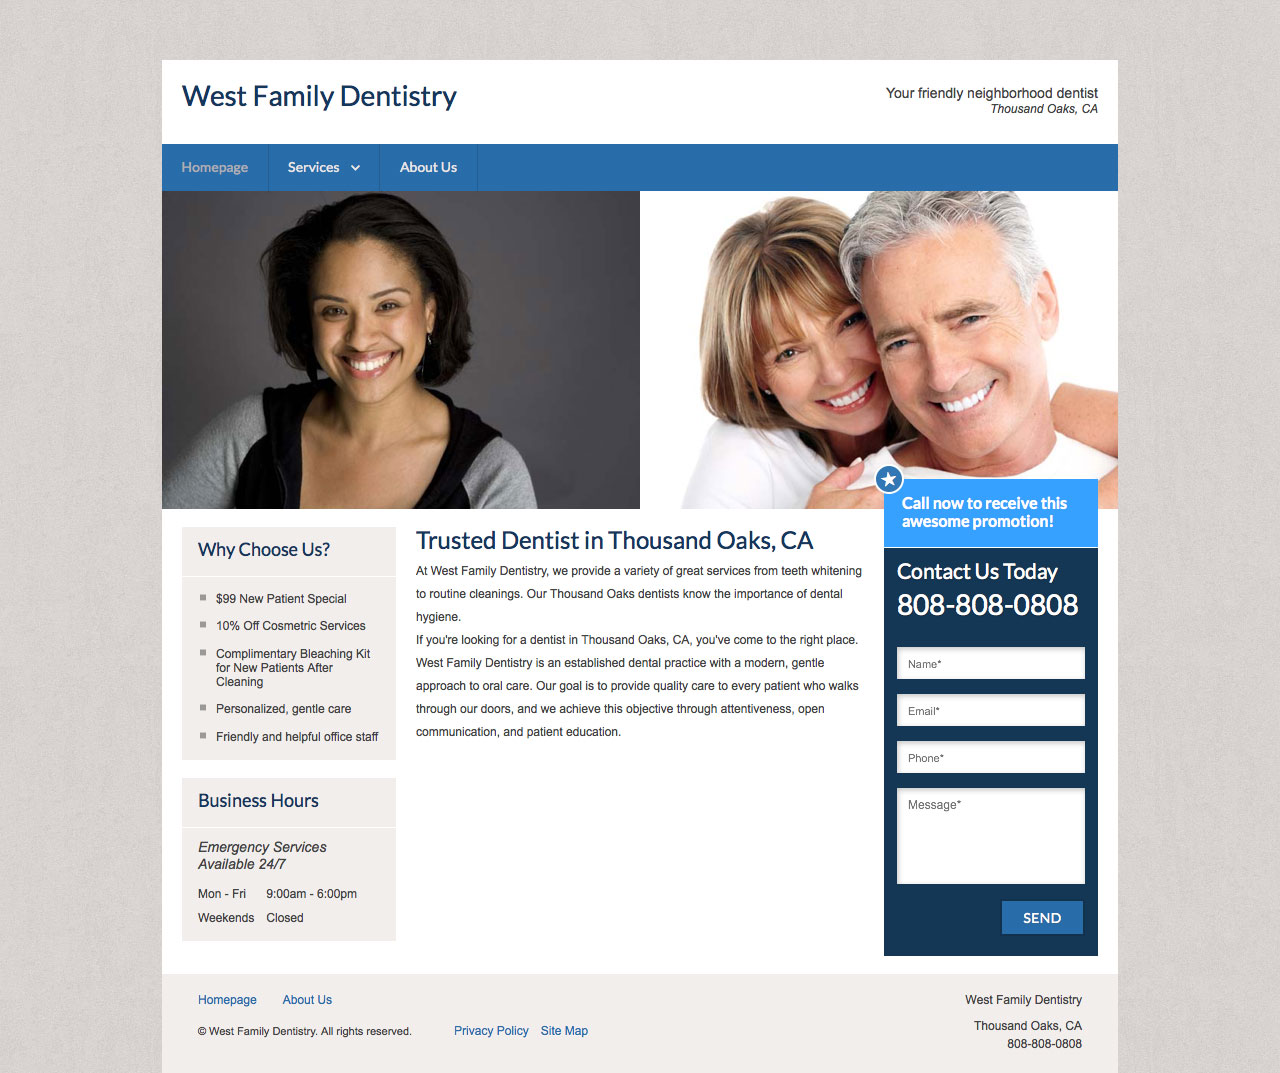 West Family Dentistry
Your friendly neighborhood dentist
Thousand Oaks, CA
Homepage
Services
About Us
Call now to receive this
awesome promotion!
Why Choose Us?
$99 New Patient Special
10% Off Cosmetric Services
Complimentary Bleaching Kit
for New Patients After
Cleaning
Personalized, gentle care
Friendly and helpful office staff
Business Hours
Emergency Services
Available 24/7
Mon - Fri 9:00am - 6:00pm
Weekends Closed
Trusted Dentist in Thousand Oaks, CA
At West Family Dentistry, we provide a variety of great services from teeth whitening
to routine cleanings. Our Thousand Oaks dentists know the importance of dental
hygiene.
If you're looking for a dentist in Thousand Oaks, CA, you've come to the right place.
West Family Dentistry is an established dental practice with a modern, gentle
approach to oral care. Our goal is to provide quality care to every patient who walks
through our doors, and we achieve this objective through attentiveness, open
communication, and patient education.
Contact Us Today
808-808-0808
Name*
Email*
Phone*
Message*
SEND
Homepage
About Us
© West Family Dentistry. All rights reserved.
Privacy Policy
Site Map
West Family Dentistry
Thousand Oaks, CA
808-808-0808